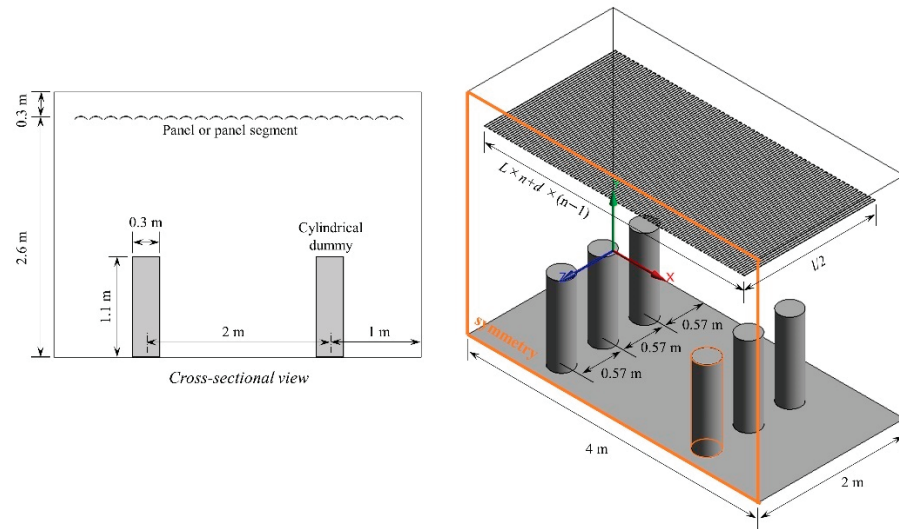 0.3 m
Panel or panel segment
2.6 m
0.3 m
Cylindrical
dummy
1.1 m
2 m
1 m
Cross-sectional view
L×n+d×(n−1)
l/2
Z
X
symmetry
0.57 m
0.57 m
0.57 m
4 m
2 m